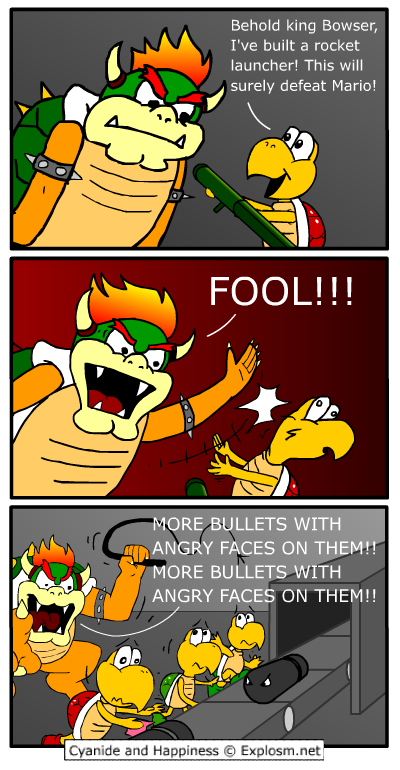 Behold king Bowser,
I've built a rocket
launcher! This will
surely defeat Mario!
FOOL!!!
MORE BULLETS WITH
ANGRY FACES ON THEM!!
MORE BULLETS WITH
ANGRY FACES ON THEM!!
Cyanide and Happiness © Explosm.net